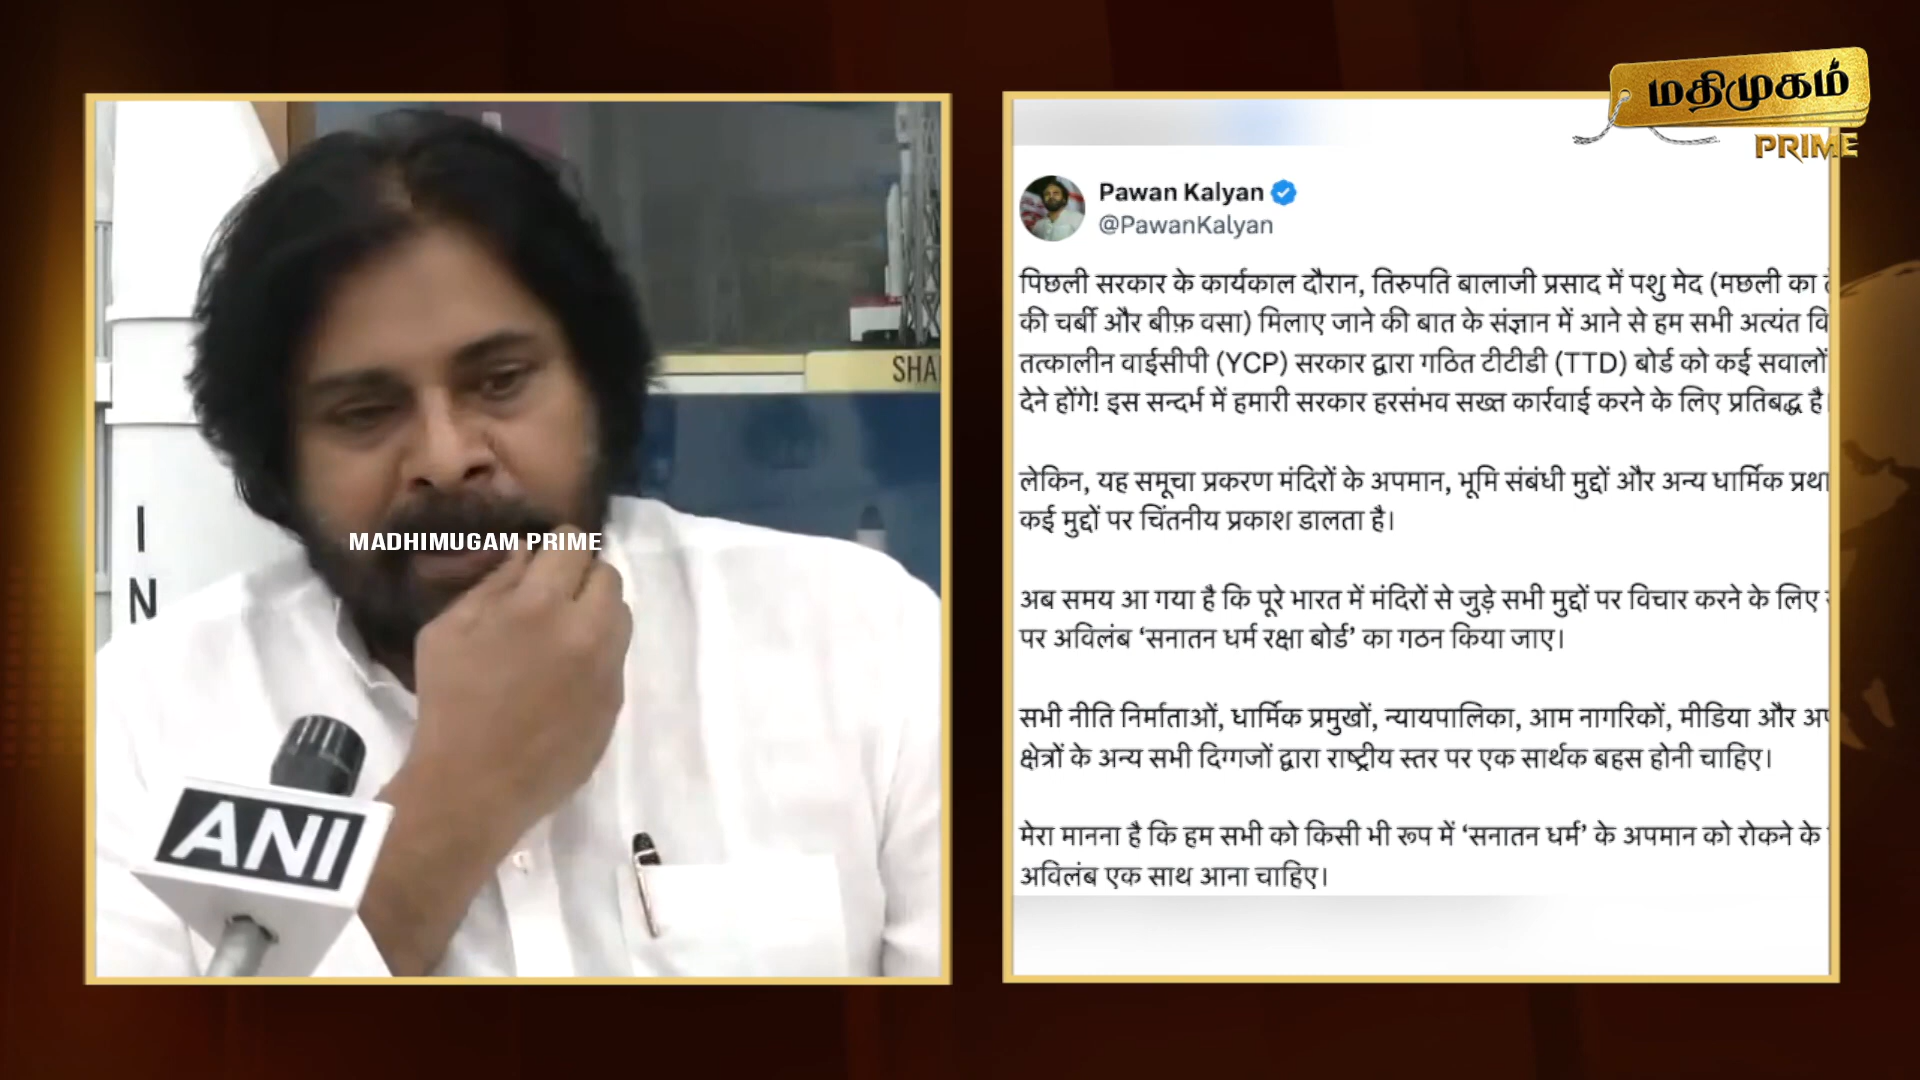 மதிமுகம்
PRIME
SHA
I
N
MADHIMUGAM PRIME
ANI
Pawan Kalyan
@PawanKalyan
पिछली सरकार के कार्यकाल दौरान, तिरुपति बालाजी प्रसाद में पशु मेद (मछली का
की चर्बी और बीफ़ वसा) मिलाए जाने की बात के संज्ञान में आने से हम सभी अत्यंत वि
तत्कालीन वाईसीपी (YCP) सरकार द्वारा गठित टीटीडी (TTD) बोर्ड को कई सवालों
देने होंगे! इस सन्दर्भ में हमारी सरकार हरसंभव सख्त कार्रवाई करने के लिए प्रतिबद्ध है।
लेकिन, यह समूचा प्रकरण मंदिरों के अपमान, भूमि संबंधी मुद्दों और अन्य धार्मिक प्रथा
कई मुद्दों पर चिंतनीय प्रकाश डालता है।
अब समय आ गया है कि पूरे भारत में मंदिरों से जुड़े सभी मुद्दों पर विचार करने के लिए
पर अविलंब ‘सनातन धर्म रक्षा बोर्ड’ का गठन किया जाए।
सभी नीति निर्माताओं, धार्मिक प्रमुखों, न्यायपालिका, आम नागरिकों, मीडिया और अप
क्षेत्रों के अन्य सभी दिग्गजों द्वारा राष्ट्रीय स्तर पर एक सार्थक बहस होनी चाहिए।
मेरा मानना है कि हम सभी को किसी भी रूप में ‘सनातन धर्म’ के अपमान को रोकने के
अविलंब एक साथ आना चाहिए।